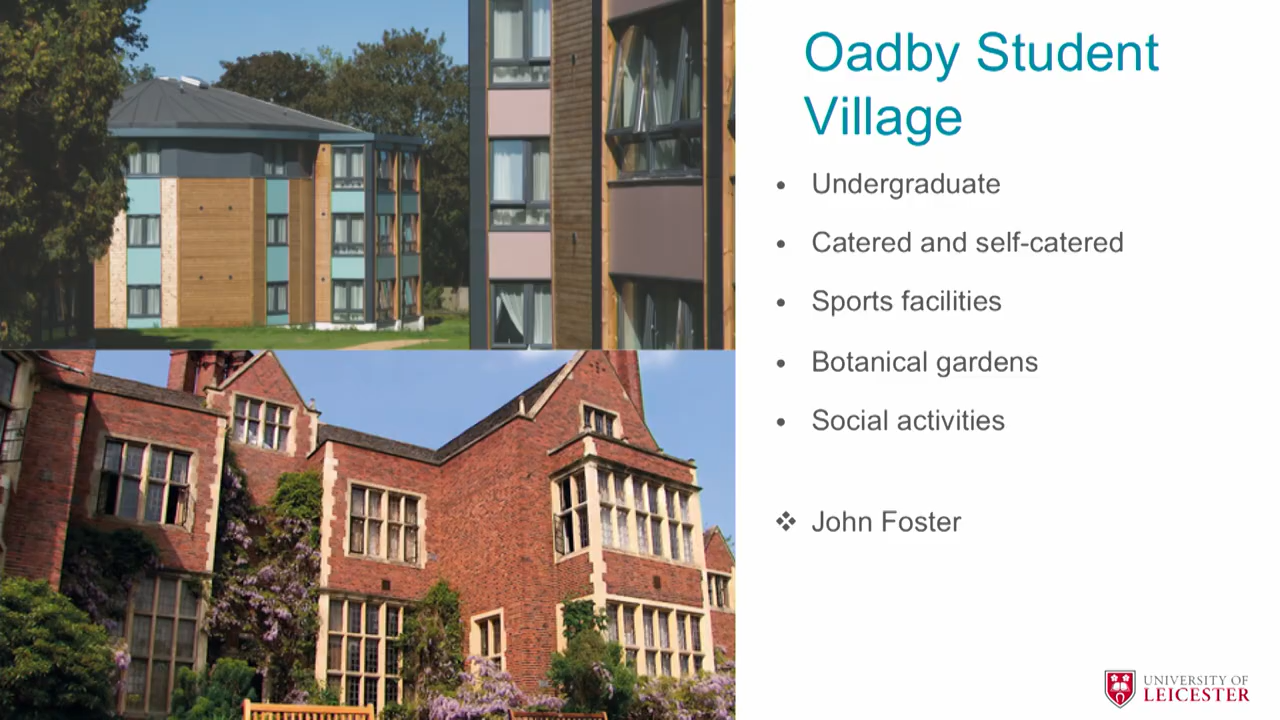 Oadby Student
Village
• Undergraduate
• Catered and self-catered
• Sports facilities
• Botanical gardens
• Social activities
❖ John Foster
UNIVERSITY OF
LEICESTER